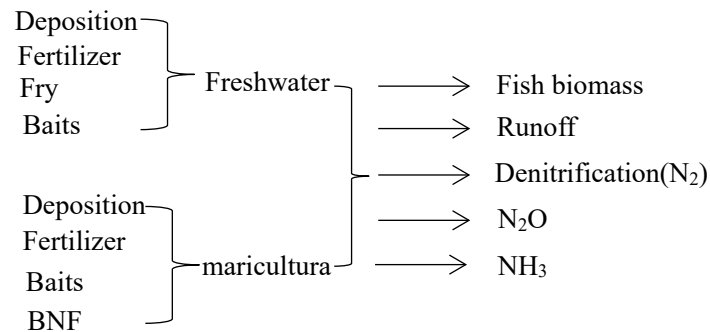 Deposition
Fertilizer
Fry
Baits
Freshwater
Deposition
Fertilizer
Baits
BNF
maricultura
Fish biomass
Runoff
Denitrification(N₂)
N₂O
NH₃